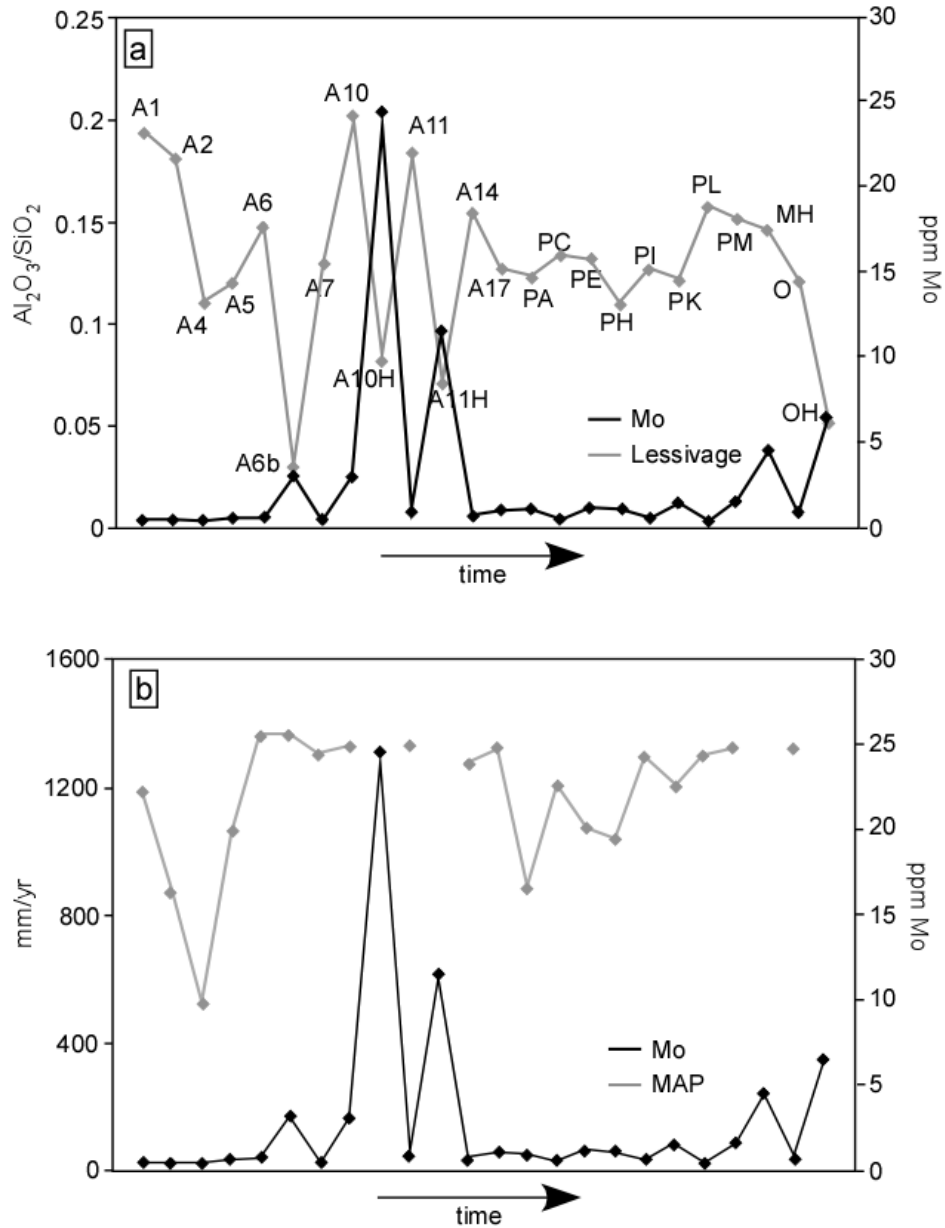 a
0.25
0.2
0.15
0.1
0.05
0
Al₂O₃/SiO₂
30
25
20
15
10
5
0
ppm Mo
A1
A2
A4
A5
A6
A6b
A7
A10
A10H
A11
A11H
A14
A17
PA
PC
PE
PH
PI
PK
PL
PM
MH
O
OH
Mo
Lessivage
time
b
1600
1200
800
400
0
mm/yr
30
25
20
15
10
5
0
ppm Mo
Mo
MAP
time